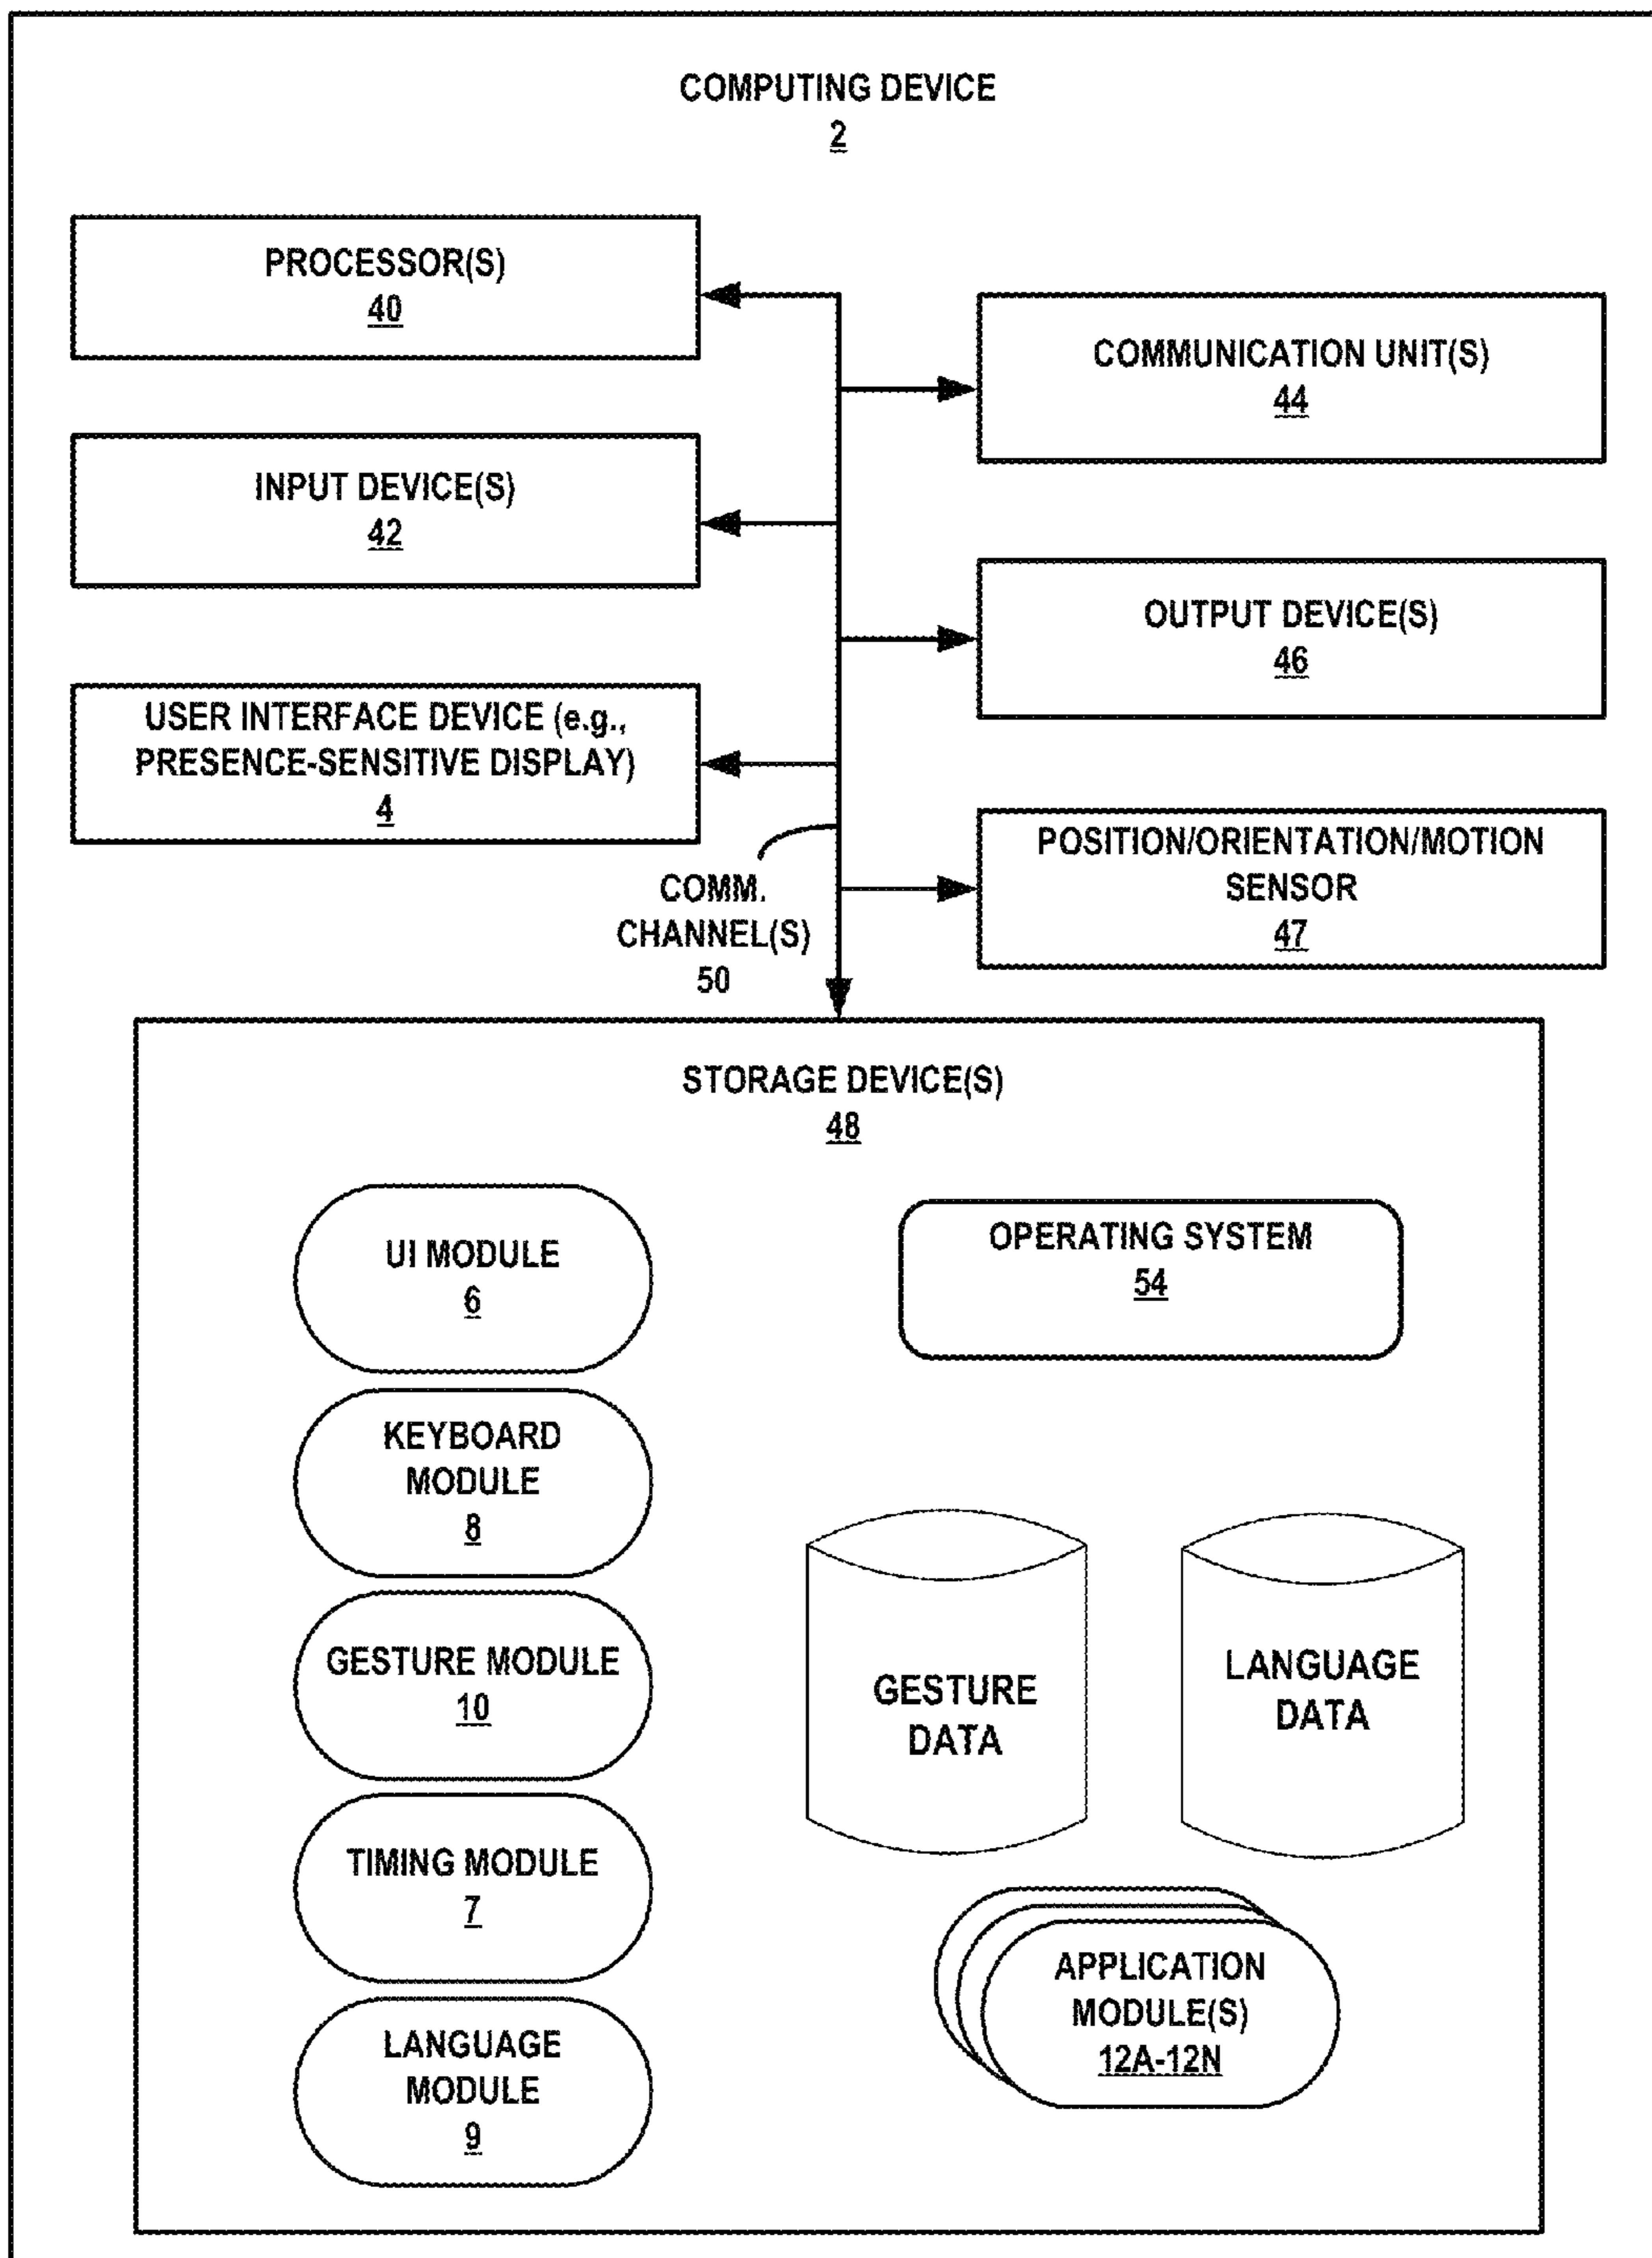 COMPUTING DEVICE
2
PROCESSOR(S)
40
COMMUNICATION UNIT(S)
44
INPUT DEVICE(S)
42
OUTPUT DEVICE(S)
46
USER INTERFACE DEVICE (e.g.,
PRESENCE-SENSITIVE DISPLAY)
4
POSITION/ORIENTATION/MOTION
SENSOR
47
COMM.
CHANNEL(S)
50
STORAGE DEVICE(S)
48
UI MODULE
6
OPERATING SYSTEM
54
KEYBOARD
MODULE
8
GESTURE MODULE
10
GESTURE
DATA
LANGUAGE
DATA
TIMING MODULE
7
LANGUAGE
MODULE
9
APPLICATION
MODULE(S)
12A-12N